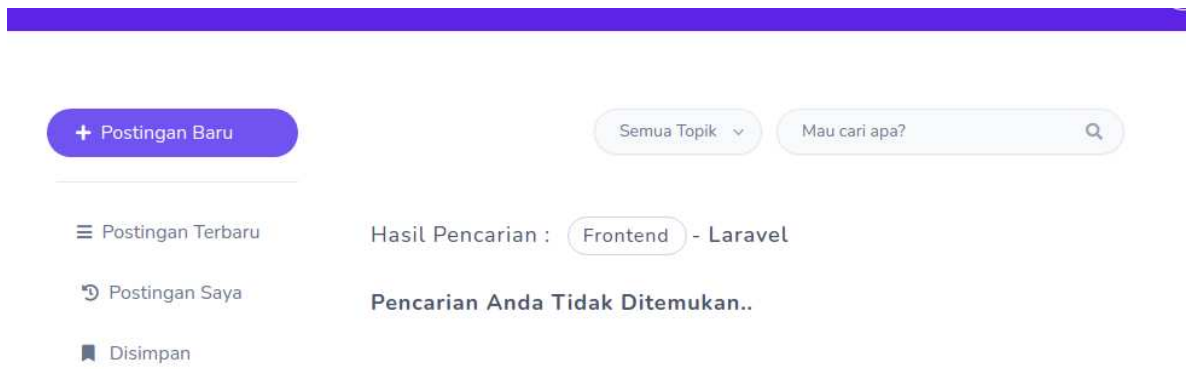 Postingan Baru
Semua Topik
Mau cari apa?
Postingan Terbaru
Hasil Pencarian : Frontend - Laravel
Postingan Saya
Pencarian Anda Tidak Ditemukan..
Disimpan